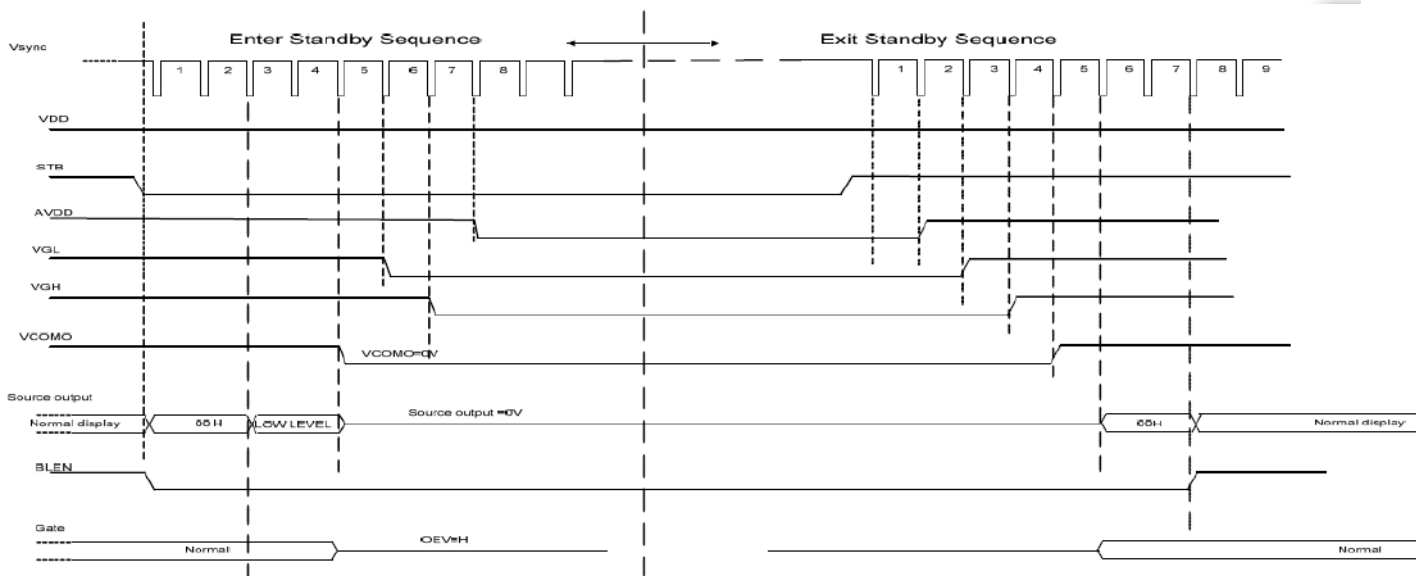 Enter Standby Sequence Exit Standby Sequence
Vsync
1 2 3 4 5 6 7 8 1 2 3 4 5 6 7 8 9
VDD
STB
AVDD
VGL
VGH
VCOMO
VCOMO=0V
Source output
Normal display 00H LOW LEVEL Source output =0V 00H Normal display
BLEN
Gate
Normal OEV=H Normal